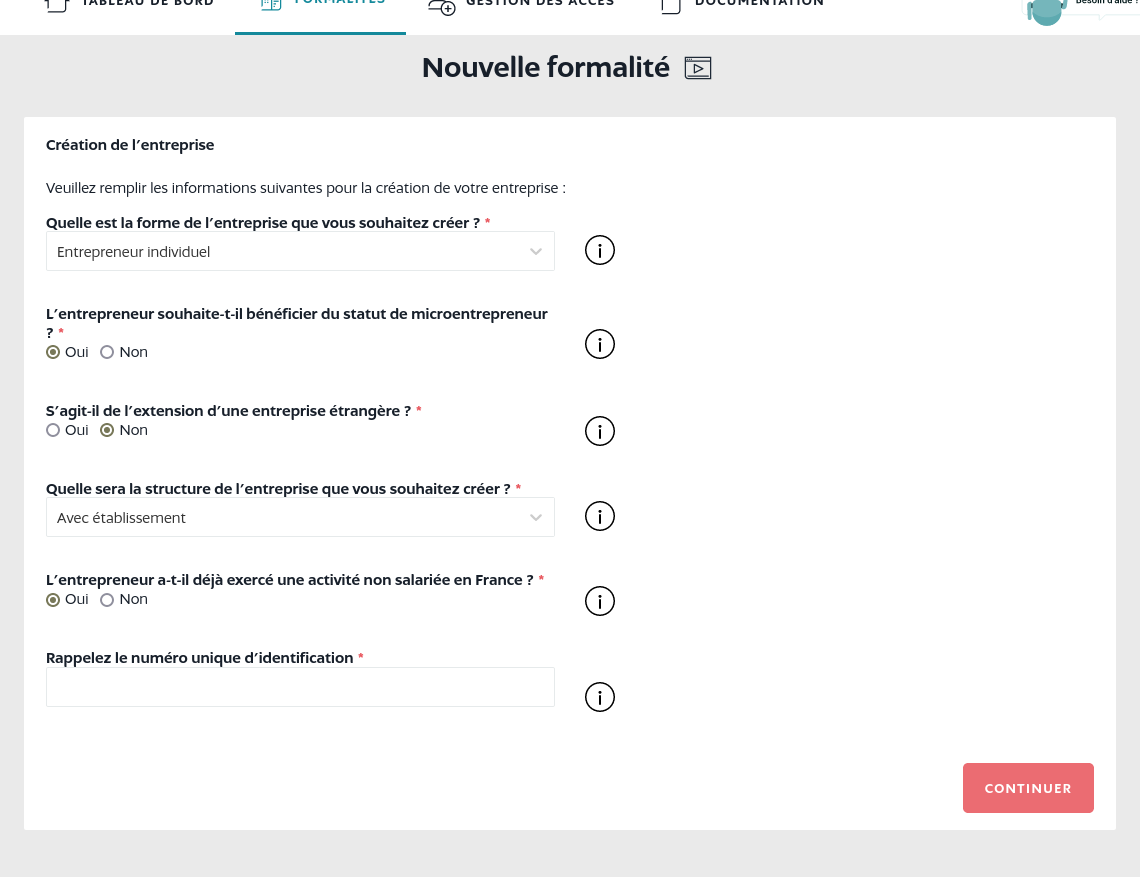 TABLEAU DE BORD FORMALITÉS GESTION DES ACCÈS DOCUMENTATION Besoin d'aide ?
Nouvelle formalité
Création de l'entreprise
Veuillez remplir les informations suivantes pour la création de votre entreprise :
Quelle est la forme de l'entreprise que vous souhaitez créer ? *
Entrepreneur individuel
L'entrepreneur souhaite-t-il bénéficier du statut de microentrepreneur
? *
Oui Non
S'agit-il de l'extension d'une entreprise étrangère ? *
Oui Non
Quelle sera la structure de l'entreprise que vous souhaitez créer ? *
Avec établissement
L'entrepreneur a-t-il déjà exercé une activité non salariée en France ? *
Oui Non
Rappelez le numéro unique d'identification *
CONTINUER